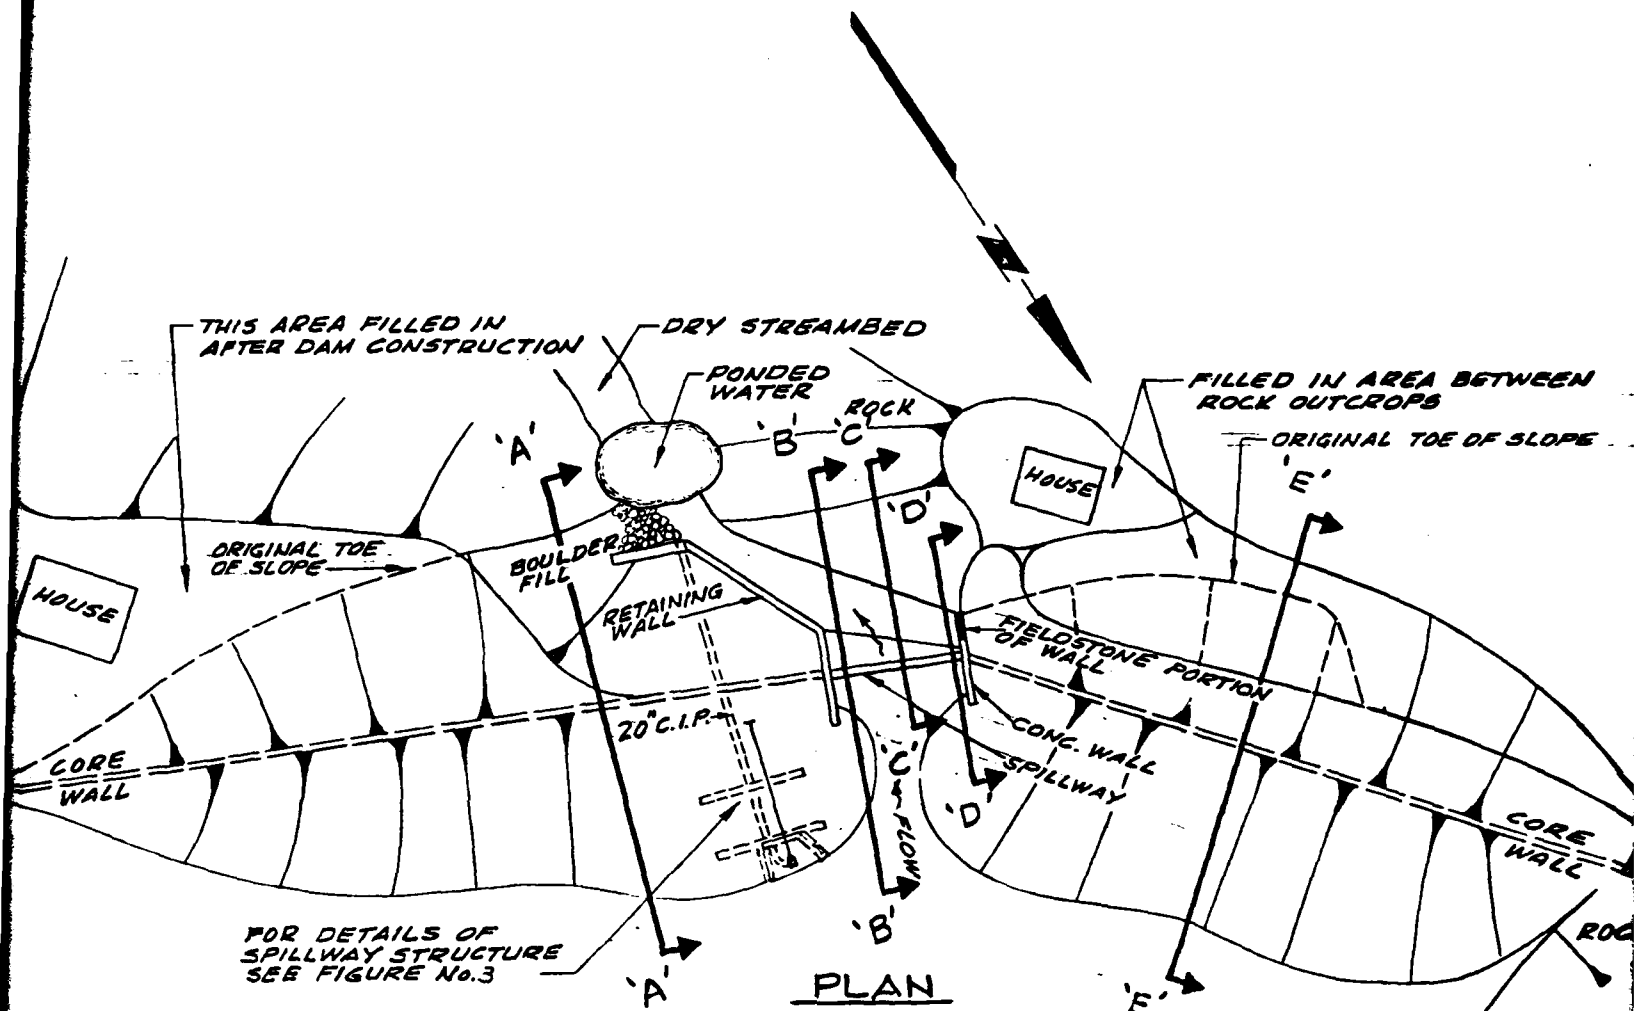 THIS AREA FILLED IN
AFTER DAM CONSTRUCTION
DRY STREAMBED
PONDED
WATER
'A'
'B'
'C'
ROCK
'D'
FILLED IN AREA BETWEEN
ROCK OUTCROPS
ORIGINAL TOE OF SLOPE
'E'
HOUSE
ORIGINAL TOE
OF SLOPE
BOULDER
FILL
HOUSE
RETAINING
WALL
FIELDSTONE PORTION
OF WALL
20" C.I.P.
CONC. WALL
SPILLWAY
CORE
WALL
'C'
'D'
FLOW
CORE
WALL
'B'
ROC
FOR DETAILS OF
SPILLWAY STRUCTURE
SEE FIGURE No.3
'A'
PLAN
'E'